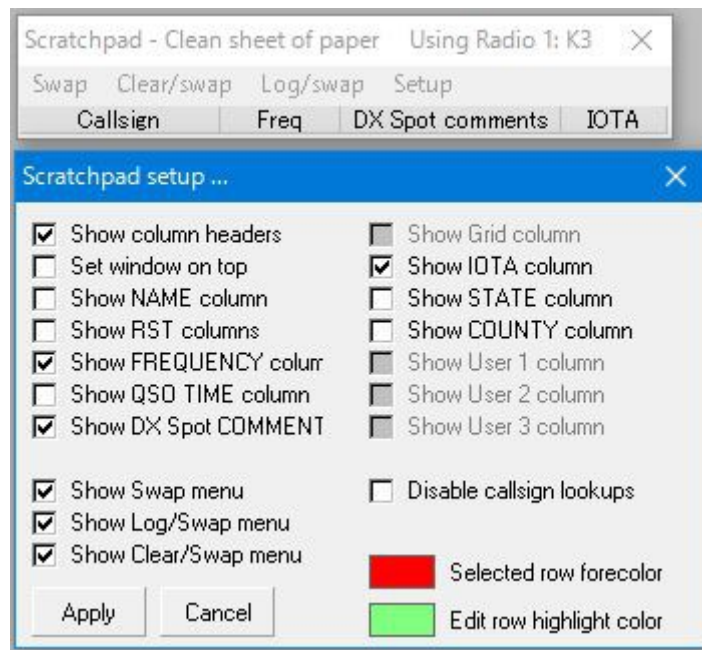 Scratchpad - Clean sheet of paper Using Radio 1: K3
Swap Clear/swap Log/swap Setup
Callsign Freq DX Spot comments IOTA
Scratchpad setup ...
Show column headers
Set window on top
Show NAME column
Show RST columns
Show FREQUENCY colum
Show QSO TIME column
Show DX Spot COMMENT
Show Grid column
Show IOTA column
Show STATE column
Show COUNTY column
Show User 1 column
Show User 2 column
Show User 3 column
Show Swap menu
Show Log/Swap menu
Show Clear/Swap menu
Disable callsign lookups
Selected row forecolor
Edit row highlight color
Apply Cancel